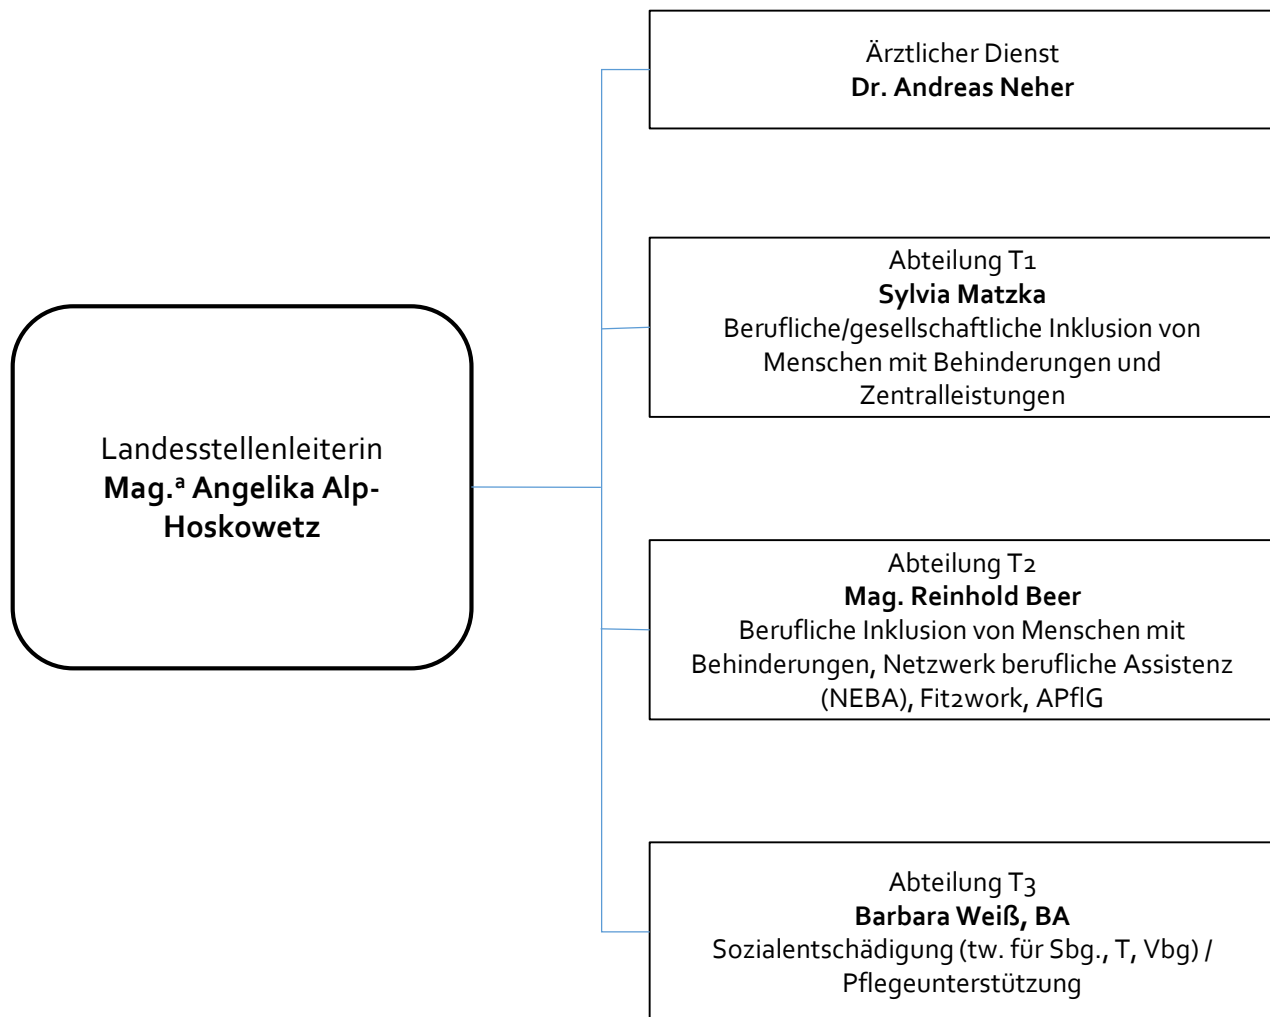 Ärztlicher Dienst
Dr. Andreas Neher
Abteilung T1
Sylvia Matzka
Berufliche/gesellschaftliche Inklusion von
Menschen mit Behinderungen und
Zentralleistungen
Landesstellenleiterin
Mag.ª Angelika Alp-
Hoskowetz
Abteilung T2
Mag. Reinhold Beer
Berufliche Inklusion von Menschen mit
Behinderungen, Netzwerk berufliche Assistenz
(NEBA), Fit2work, APflG
Abteilung T3
Barbara Weiß, BA
Sozialentschädigung (tw. für Sbg., T, Vbg) /
Pflegeunterstützung